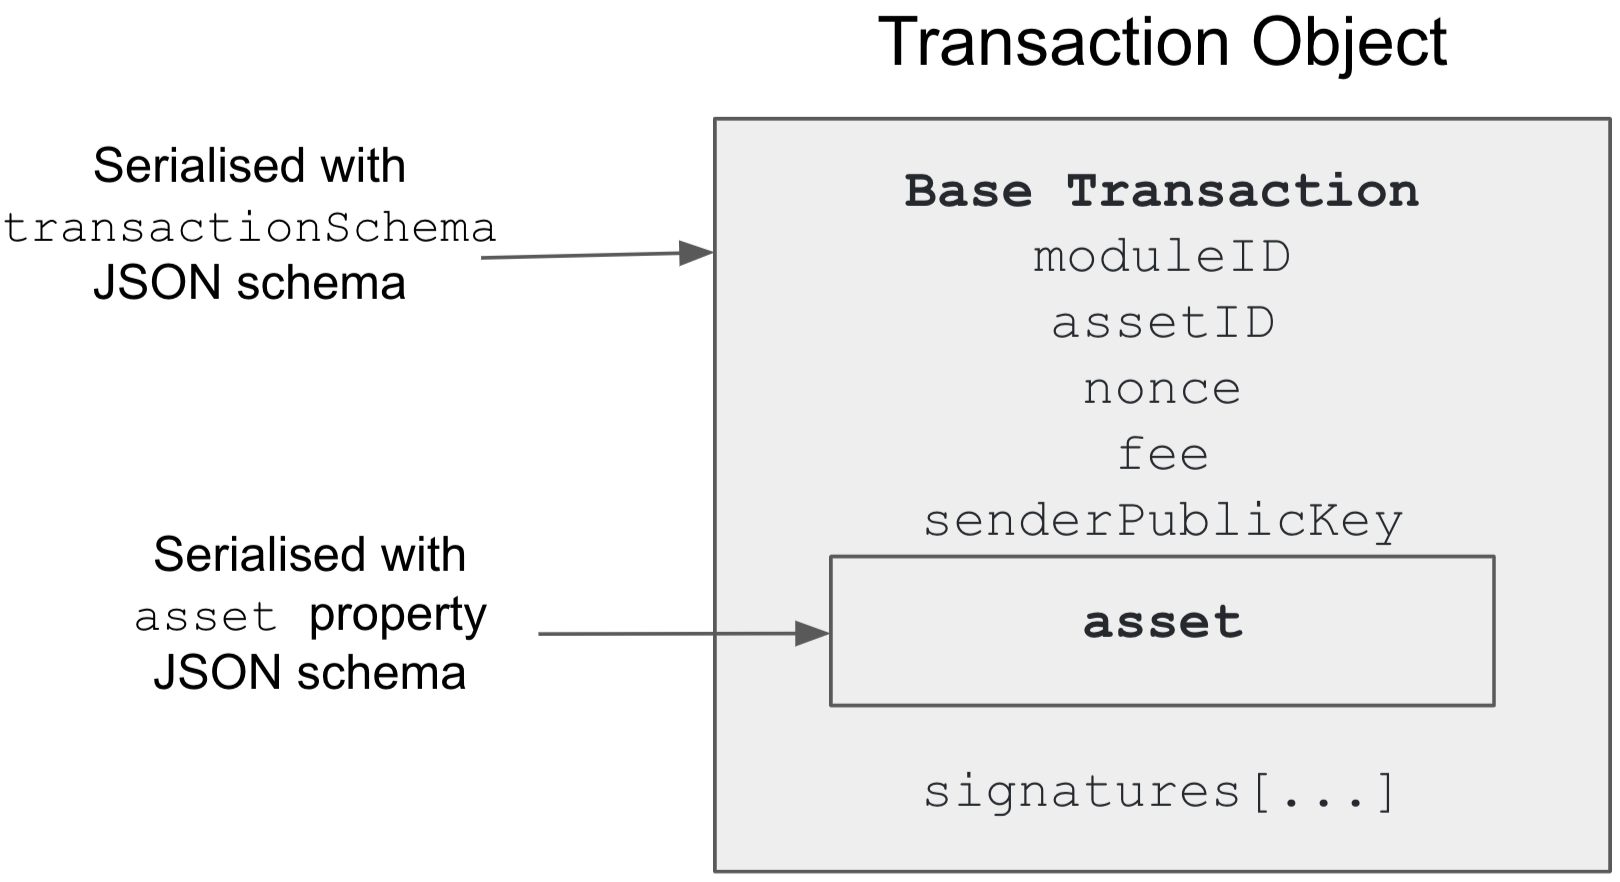 Transaction Object
Serialised with
transactionSchema
JSON schema
Base Transaction
moduleID
assetID
nonce
fee
senderPublicKey
Serialised with
asset property
JSON schema
asset
signatures[...]